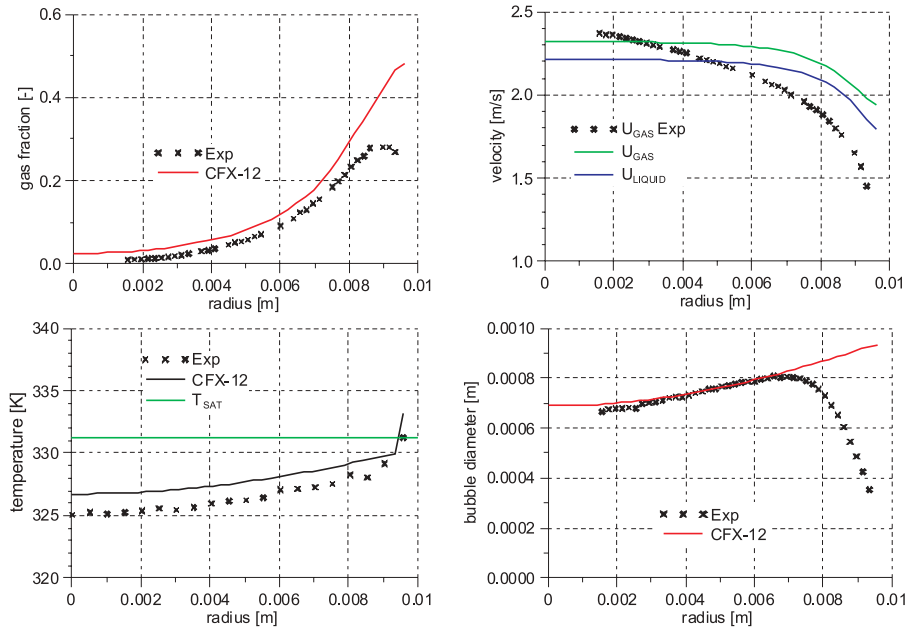 0.6
0.4
0.2
0.0
gas fraction [-]
Exp
CFX-12
0
0.002
0.004
0.006
0.008
0.01
radius [m]
2.5
2.0
1.5
1.0
velocity [m/s]
U_GAS Exp
U_GAS
U_LIQUID
0
0.002
0.004
0.006
0.008
0.01
radius [m]
340
335
330
325
320
temperature [K]
Exp
CFX-12
T_SAT
0
0.002
0.004
0.006
0.008
0.01
radius [m]
0.0010
0.0008
0.0006
0.0004
0.0002
0.0000
bubble diameter [m]
Exp
CFX-12
0
0.002
0.004
0.006
0.008
0.01
radius [m]